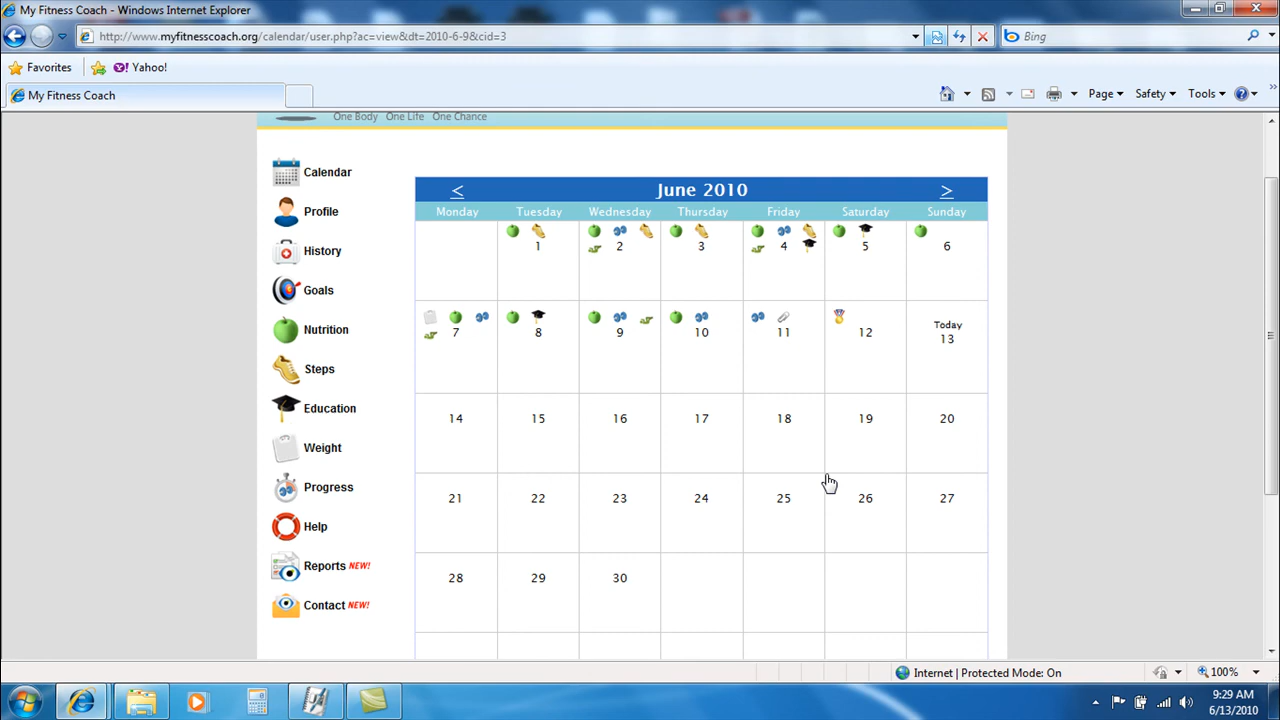 My Fitness Coach - Windows Internet Explorer
http://www.myfitnesscoach.org/calendar/user.php?ac=view&dt=2010-6-9&cid=3
Bing
Favorites
Yahoo!
My Fitness Coach
Page
Safety
Tools
One Body One Life One Chance
Calendar
Profile
History
Goals
Nutrition
Steps
Education
Weight
Progress
Help
Reports NEW!
Contact NEW!
< June 2010 >
Monday Tuesday Wednesday Thursday Friday Saturday Sunday
1 2 3 4 5 6
Today
7 8 9 10 11 12 13
14 15 16 17 18 19 20
21 22 23 24 25 26 27
28 29 30
Internet | Protected Mode: On
100%
9:29 AM
6/13/2010